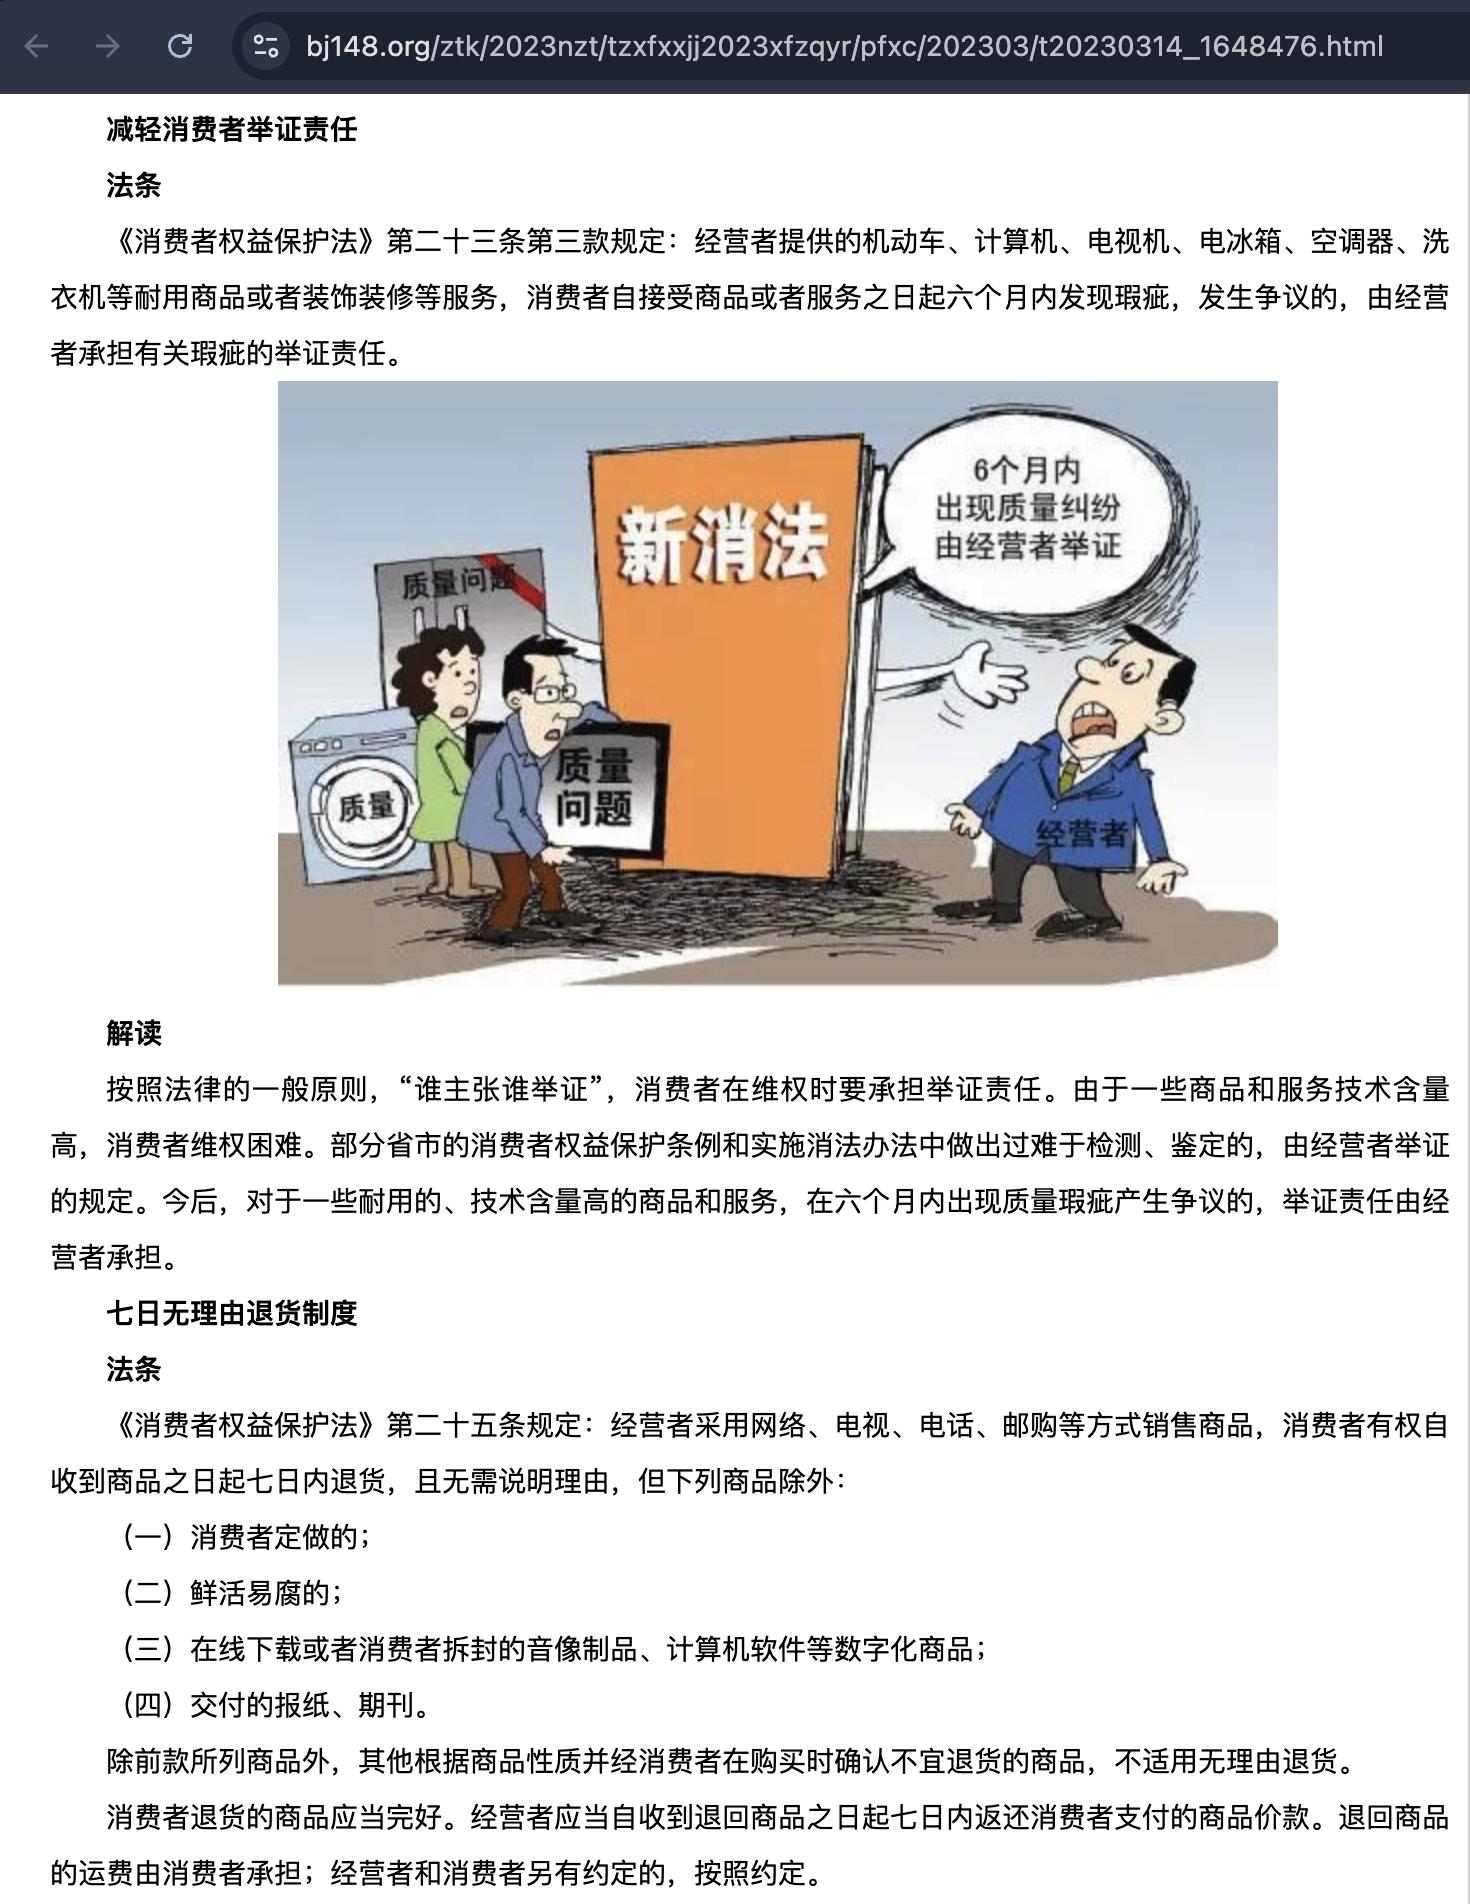 bj148.org/ztk/2023nzt/tzxfxxjj2023xfzqyr/pfxc/202303/t20230314_1648476.html
减轻消费者举证责任
法条
《消费者权益保护法》第二十三条第三款规定：经营者提供的机动车、计算机、电视机、电冰箱、空调器、洗
衣机等耐用商品或者装饰装修等服务，消费者自接受商品或者服务之日起六个月内发现瑕疵，发生争议的，由经营
者承担有关瑕疵的举证责任。
6个月内
出现质量纠纷
由经营者举证
新消法
质量问题
质量
问题
质量
经营者
解读
按照法律的一般原则，“谁主张谁举证”，消费者在维权时要承担举证责任。由于一些商品和服务技术含量
高，消费者维权困难。部分省市的消费者权益保护条例和实施消法办法中做出过难于检测、鉴定的，由经营者举证
的规定。今后，对于一些耐用的、技术含量高的商品和服务，在六个月内出现质量瑕疵产生争议的，举证责任由经
营者承担。
七日无理由退货制度
法条
《消费者权益保护法》第二十五条规定：经营者采用网络、电视、电话、邮购等方式销售商品，消费者有权自
收到商品之日起七日内退货，且无需说明理由，但下列商品除外：
（一）消费者定做的；
（二）鲜活易腐的；
（三）在线下载或者消费者拆封的音像制品、计算机软件等数字化商品；
（四）交付的报纸、期刊。
除前款所列商品外，其他根据商品性质并经消费者在购买时确认不宜退货的商品，不适用无理由退货。
消费者退货的商品应当完好。经营者应当自收到退回商品之日起七日内返还消费者支付的商品价款。退回商品
的运费由消费者承担；经营者和消费者另有约定的，按照约定。